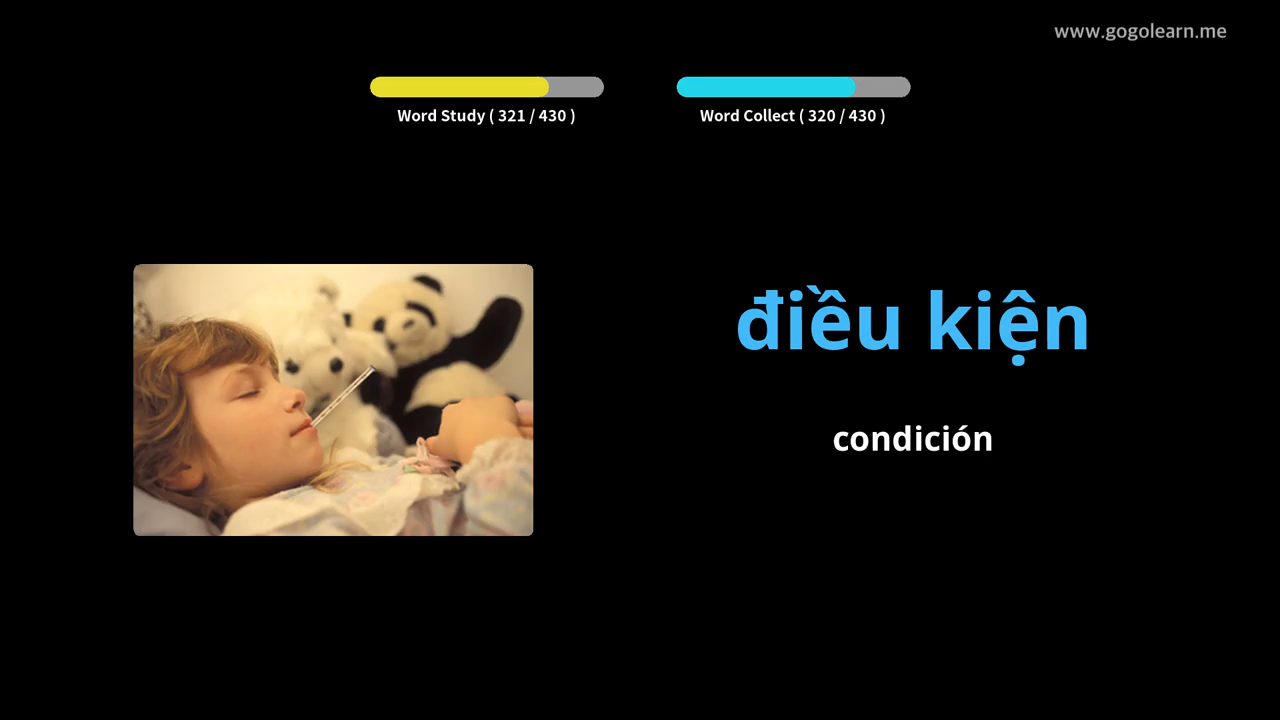 www.gogolearn.me
Word Study ( 321 / 430 )
Word Collect ( 320 / 430 )
điều kiện
condición